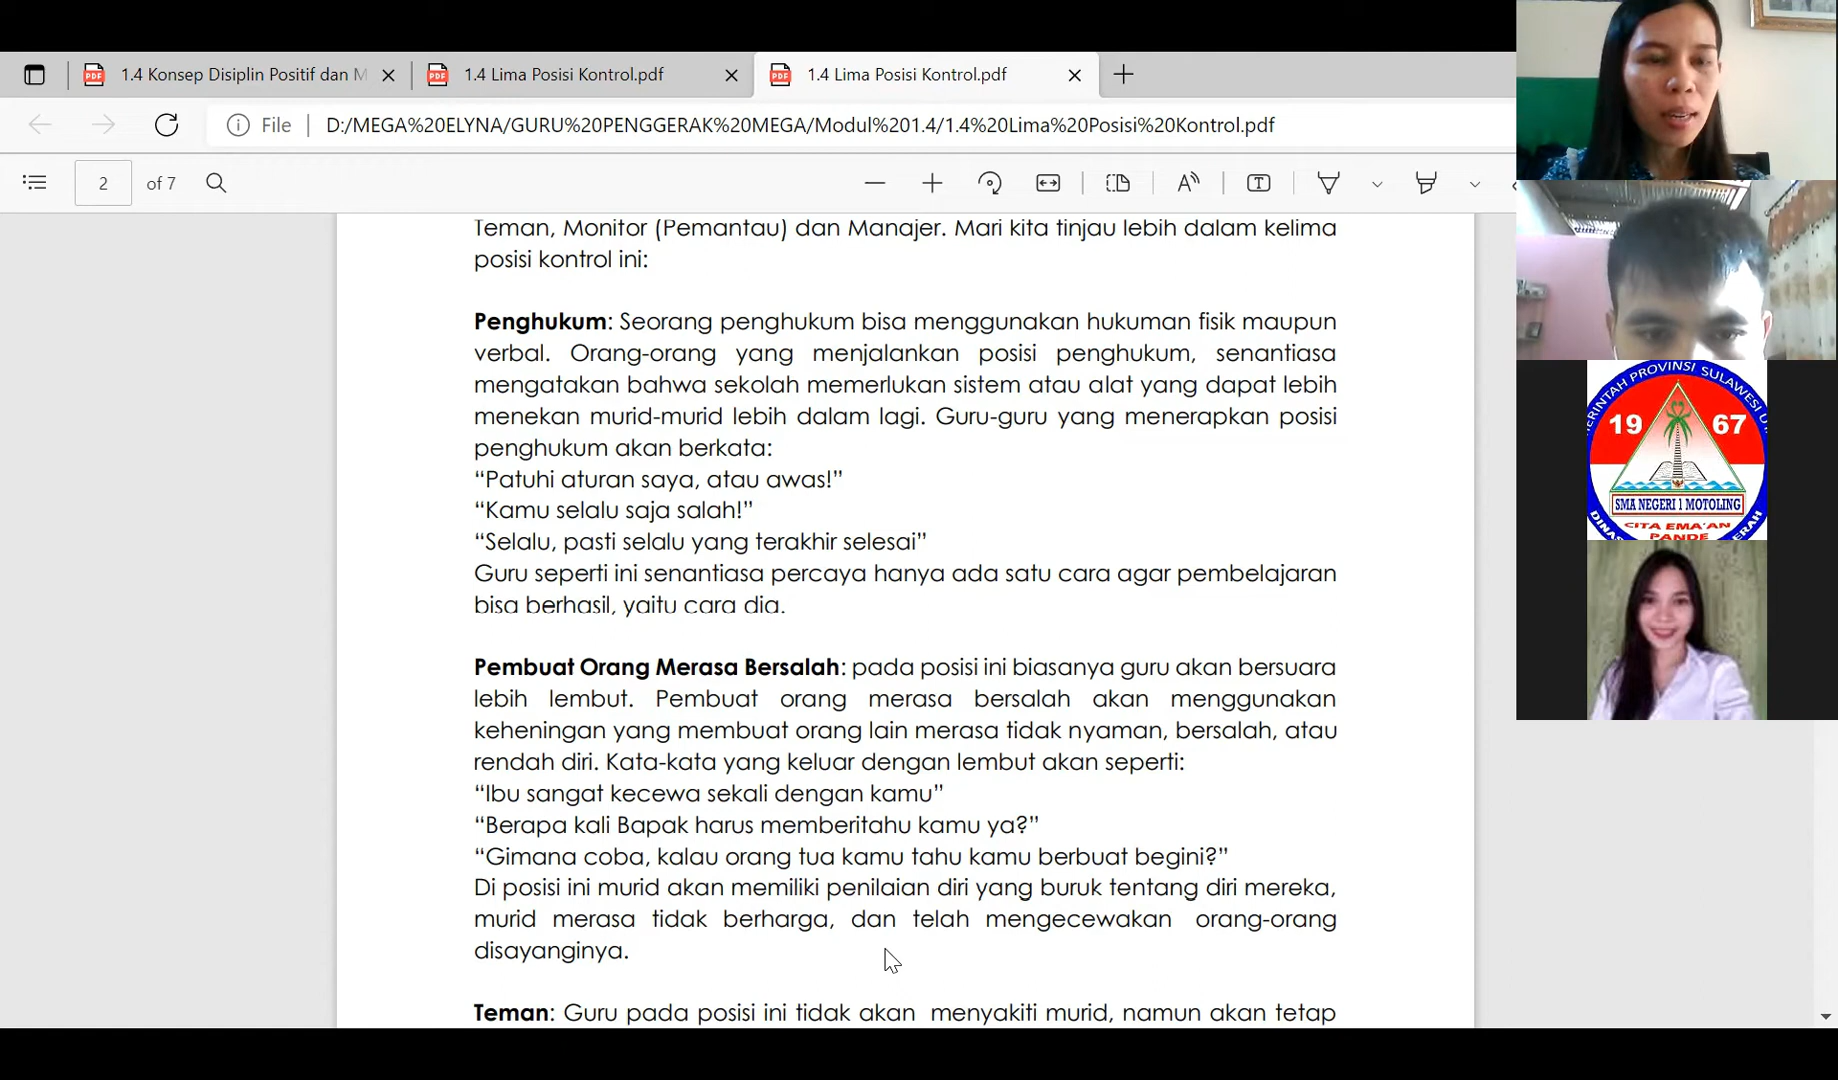 1.4 Konsep Disiplin Positif dan M
1.4 Lima Posisi Kontrol.pdf
1.4 Lima Posisi Kontrol.pdf
File
D:/MEGA%20ELYNA/GURU%20PENGGERAK%20MEGA/Modul%201.4/1.4%20Lima%20Posisi%20Kontrol.pdf
2 of 7
Teman, Monitor (Pemantau) dan Manajer. Mari kita tinjau lebih dalam kelima
posisi kontrol ini:
Penghukum: Seorang penghukum bisa menggunakan hukuman fisik maupun
verbal. Orang-orang yang menjalankan posisi penghukum, senantiasa
mengatakan bahwa sekolah memerlukan sistem atau alat yang dapat lebih
menekan murid-murid lebih dalam lagi. Guru-guru yang menerapkan posisi
penghukum akan berkata:
“Patuhi aturan saya, atau awas!”
“Kamu selalu saja salah!”
“Selalu, pasti selalu yang terakhir selesai”
Guru seperti ini senantiasa percaya hanya ada satu cara agar pembelajaran
bisa berhasil, yaitu cara dia.
Pembuat Orang Merasa Bersalah: pada posisi ini biasanya guru akan bersuara
lebih lembut. Pembuat orang merasa bersalah akan menggunakan
keheningan yang membuat orang lain merasa tidak nyaman, bersalah, atau
rendah diri. Kata-kata yang keluar dengan lembut akan seperti:
“Ibu sangat kecewa sekali dengan kamu”
“Berapa kali Bapak harus memberitahu kamu ya?”
“Gimana coba, kalau orang tua kamu tahu kamu berbuat begini?”
Di posisi ini murid akan memiliki penilaian diri yang buruk tentang diri mereka,
murid merasa tidak berharga, dan telah mengecewakan orang-orang
disayanginya.
Teman: Guru pada posisi ini tidak akan menyakiti murid, namun akan tetap
PROVINSI
19 67
SMA NEGERI 1 MOTOLING
CITA EMA'AN
PANDE